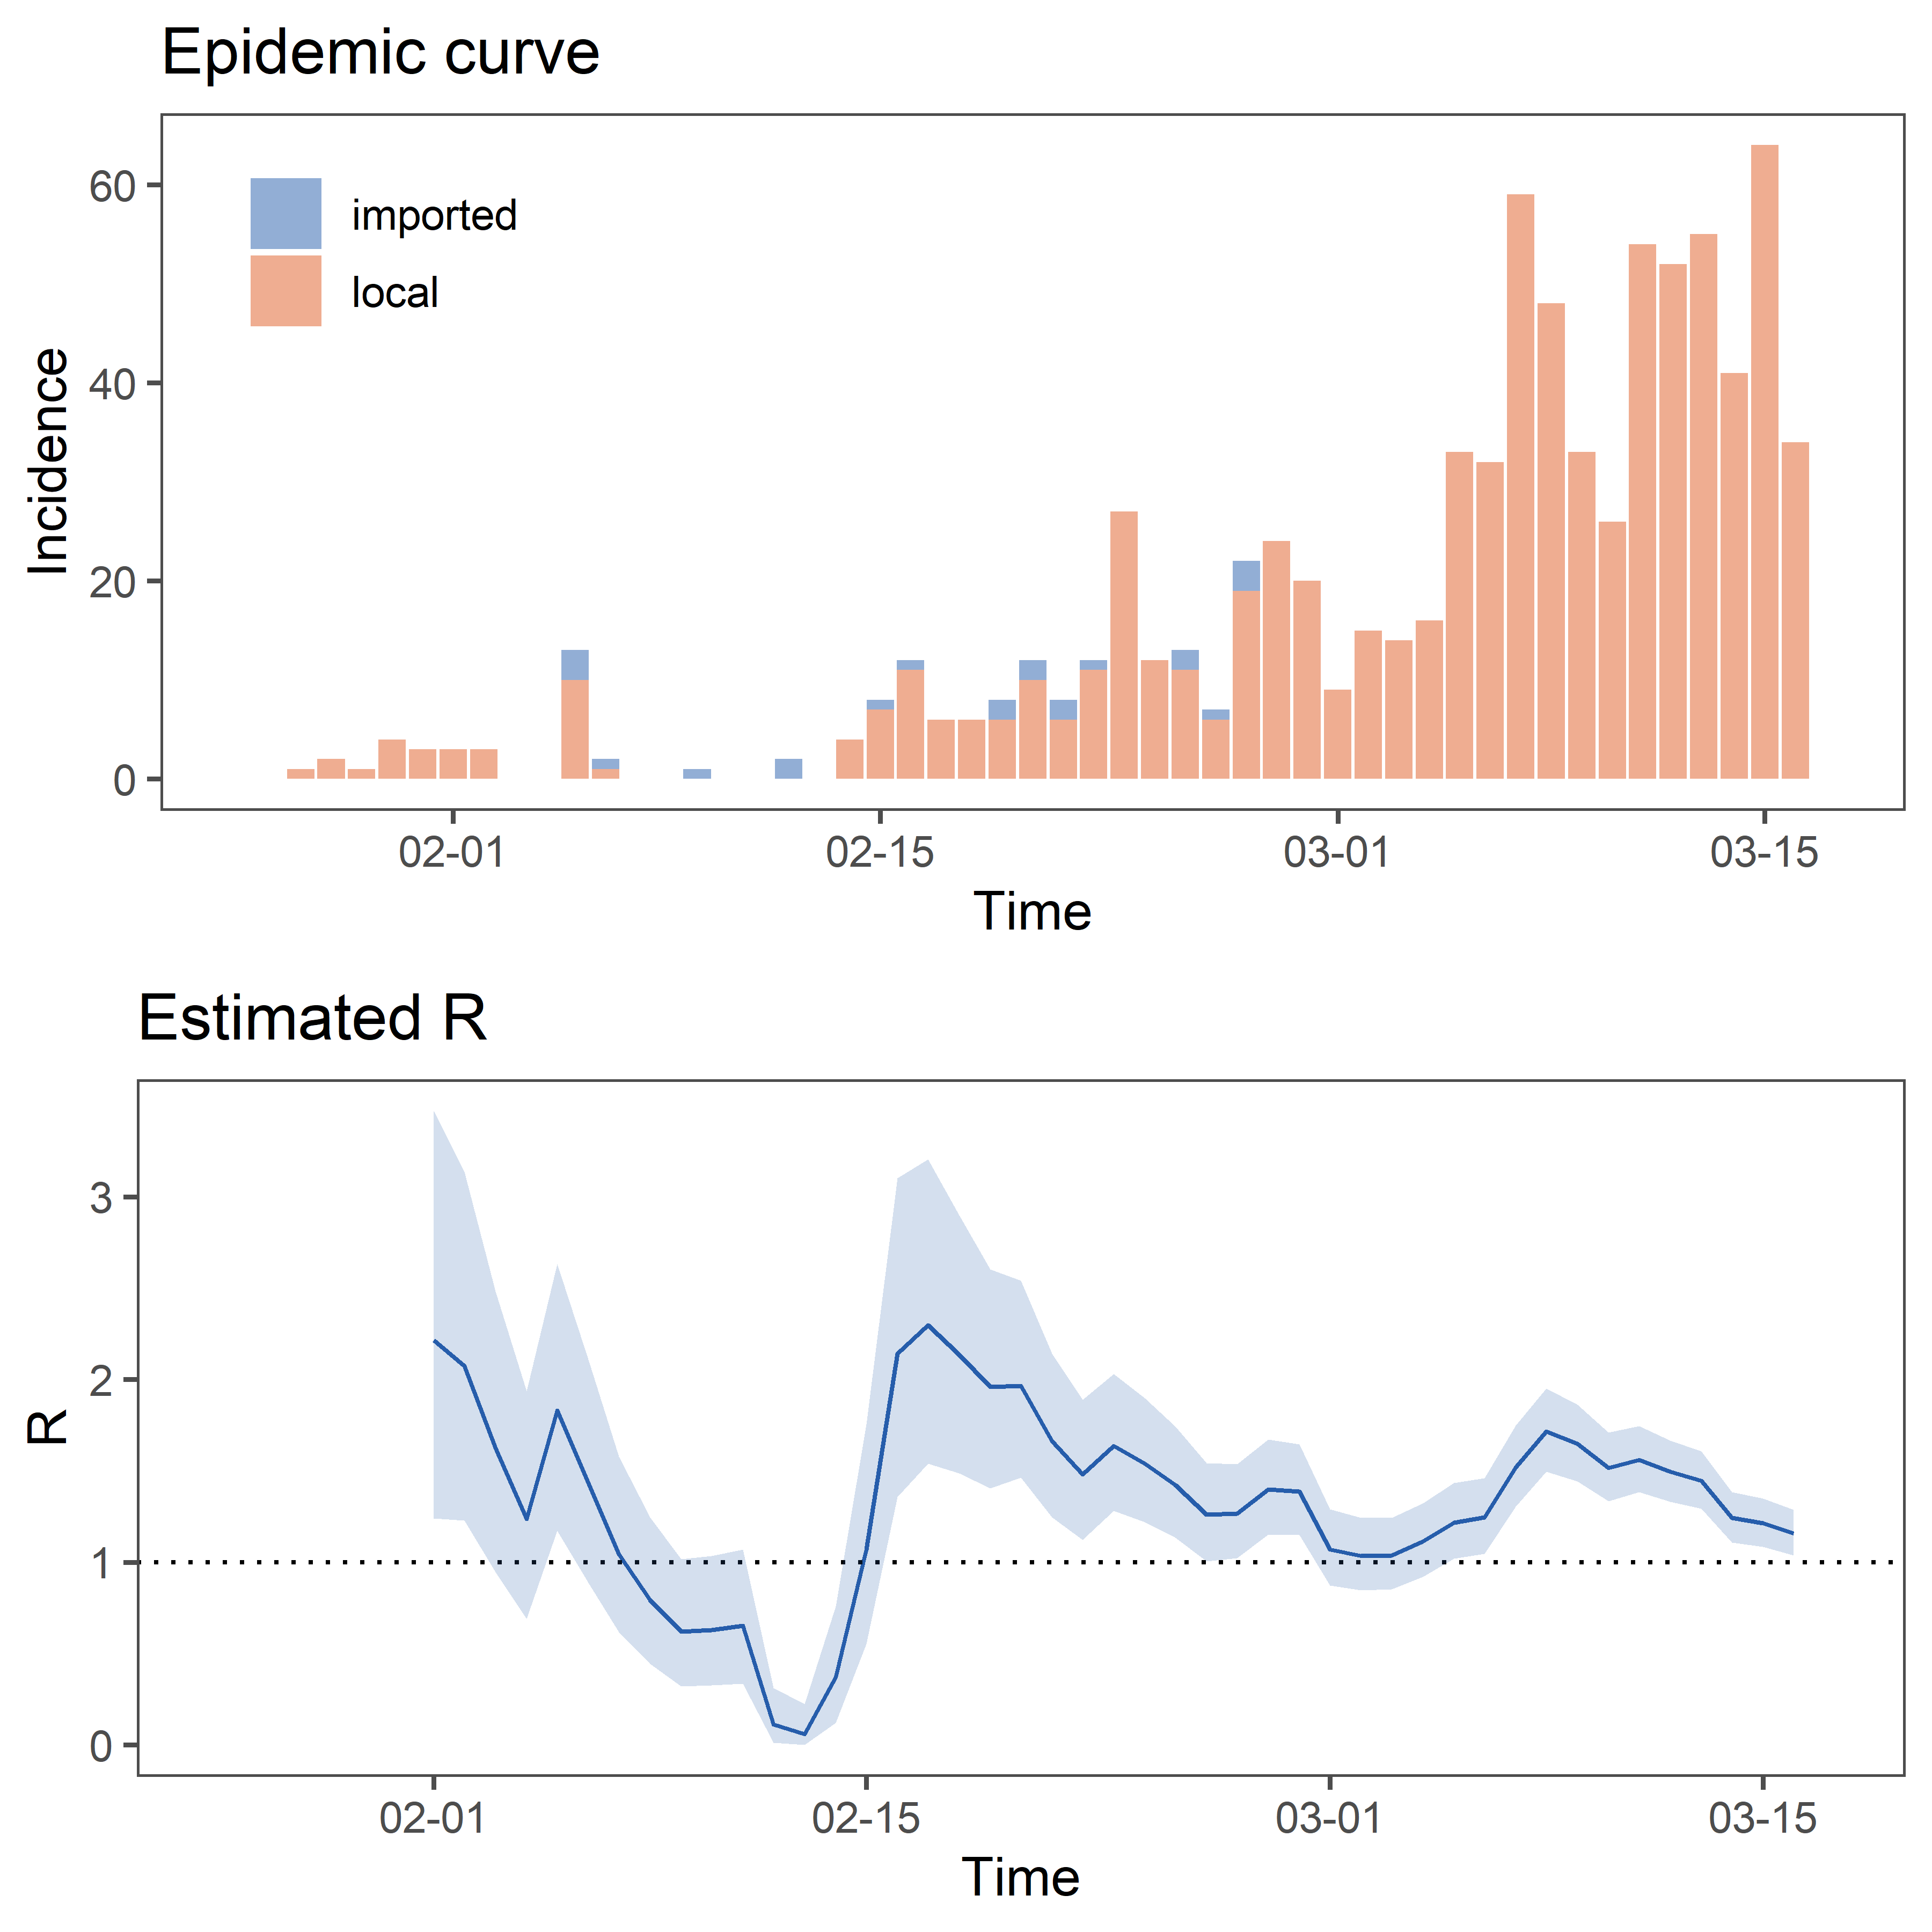 Epidemic curve
60
40
20
0
Incidence
imported
local
02-01 02-15 03-01 03-15
Time
Estimated R
3
2
1
0
R
02-01 02-15 03-01 03-15
Time